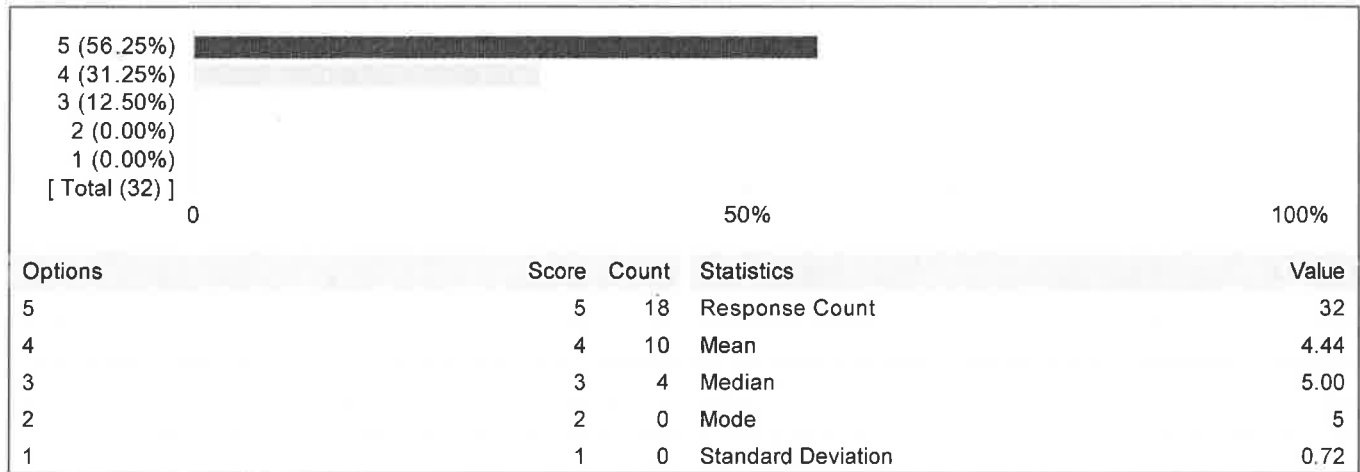 5 (56.25%)
4 (31.25%)
3 (12.50%)
2 (0.00%)
1 (0.00%)
[ Total (32) ]
0 50% 100%
Options Score Count Statistics Value
5 5 18 Response Count 32
4 4 10 Mean 4.44
3 3 4 Median 5.00
2 2 0 Mode 5
1 1 0 Standard Deviation 0.72